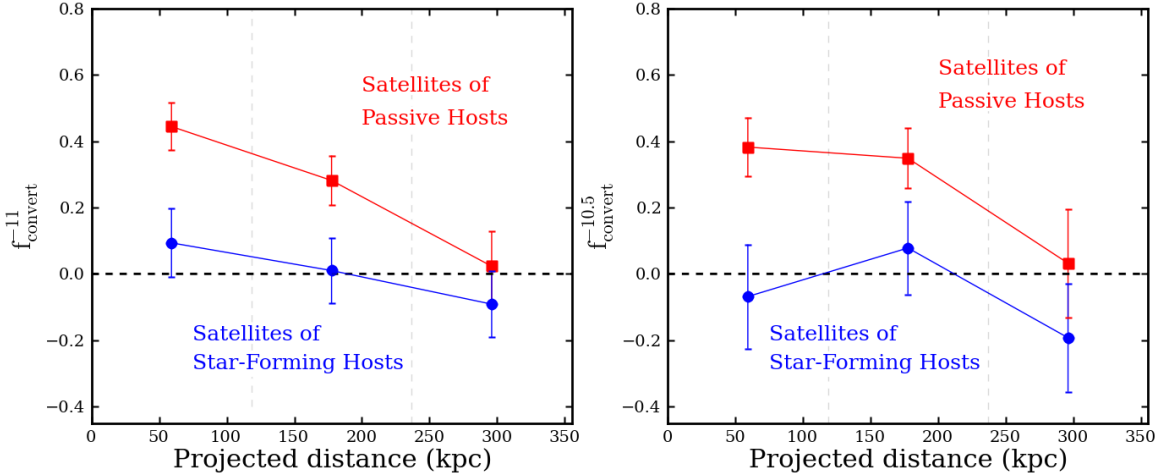 0.8
0.6
0.4
0.2
0.0
−0.2
−0.4
f^{−11}_{convert}
Satellites of
Passive Hosts
Satellites of
Star-Forming Hosts
0 50 100 150 200 250 300 350
Projected distance (kpc)
0.8
0.6
0.4
0.2
0.0
−0.2
−0.4
f^{−10.5}_{convert}
Satellites of
Passive Hosts
Satellites of
Star-Forming Hosts
0 50 100 150 200 250 300 350
Projected distance (kpc)